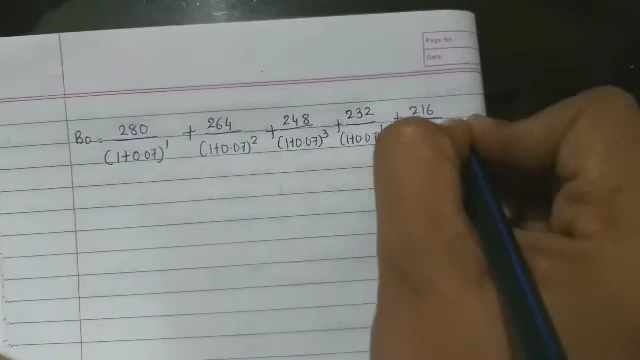 Page No.
Date
B0 = 280/(1+0.07)^1 + 264/(1+0.07)^2 + 248/(1+0.07)^3 + 232/(1+0.07 + 216